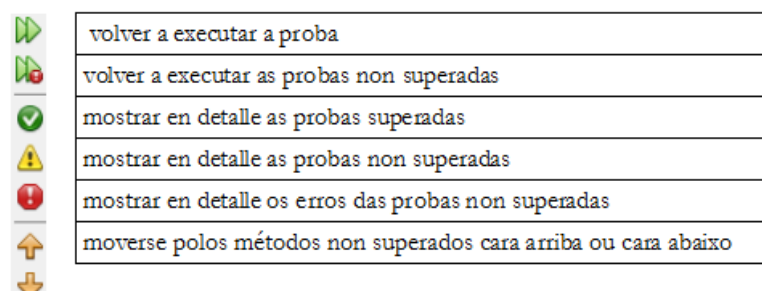 volver a executar a proba
volver a executar as probas non superadas
mostrar en detalle as probas superadas
mostrar en detalle as probas non superadas
mostrar en detalle os erros das probas non superadas
moverse polos métodos non superados cara arriba ou cara abaixo